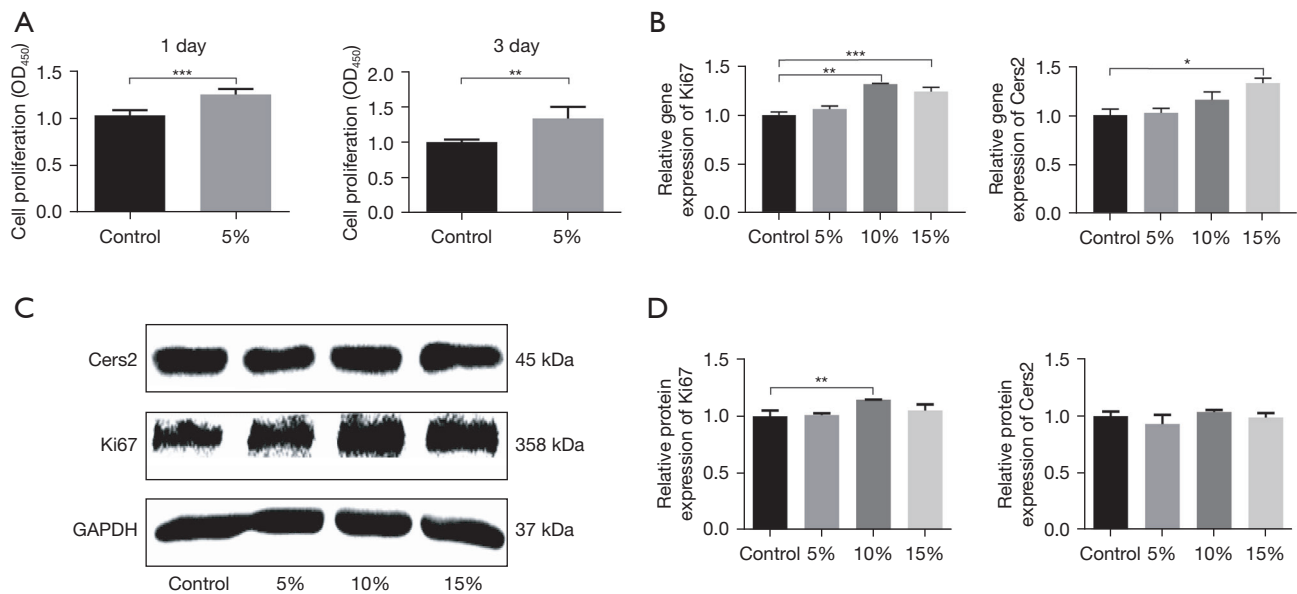 A
1 day
Cell proliferation (OD450)
***
1.5
1.0
0.5
0.0
Control 5%
3 day
Cell proliferation (OD450)
**
2.0
1.5
1.0
0.5
0.0
Control 5%
B
Relative gene
expression of Ki67
***
**
1.5
1.0
0.5
0.0
Control 5% 10% 15%
Relative gene
expression of Cers2
*
1.5
1.0
0.5
0.0
Control 5% 10% 15%
C
Cers2 45 kDa
Ki67 358 kDa
GAPDH 37 kDa
Control 5% 10% 15%
D
Relative protein
expression of Ki67
**
1.5
1.0
0.5
0.0
Control 5% 10% 15%
Relative protein
expression of Cers2
1.5
1.0
0.5
0.0
Control 5% 10% 15%